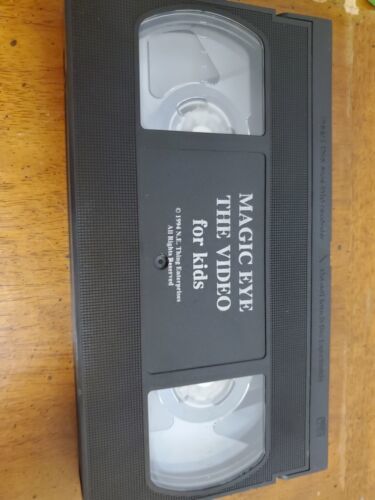 MAGIC EYE
THE VIDEO
for kids
© 1994 N.E. Thing Enterprises
All Rights Reserved